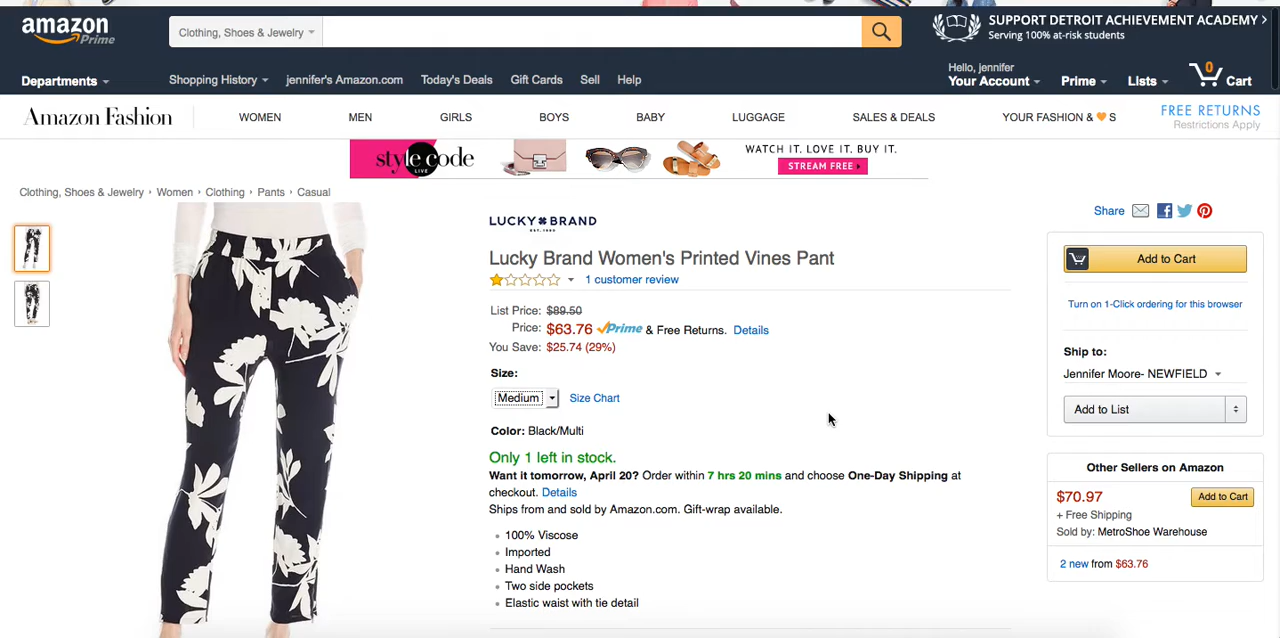 amazon
Prime
Clothing, Shoes & Jewelry
SUPPORT DETROIT ACHIEVEMENT ACADEMY
Serving 100% at-risk students
Departments
Shopping History
jennifer's Amazon.com
Today's Deals
Gift Cards
Sell
Help
Hello, jennifer
Your Account
Prime
Lists
0
Cart
Amazon Fashion
WOMEN
MEN
GIRLS
BOYS
BABY
LUGGAGE
SALES & DEALS
YOUR FASHION & 🧡 S
FREE RETURNS
Restrictions Apply
style code
LIVE
WATCH IT. LOVE IT. BUY IT.
STREAM FREE
Clothing, Shoes & Jewelry › Women › Clothing › Pants › Casual
LUCKY BRAND
EST. 1990
Lucky Brand Women's Printed Vines Pant
1 customer review
List Price: $89.50
Price: $63.76 Prime & Free Returns. Details
You Save: $25.74 (29%)
Size:
Medium
Size Chart
Color: Black/Multi
Only 1 left in stock.
Want it tomorrow, April 20? Order within 7 hrs 20 mins and choose One-Day Shipping at
checkout. Details
Ships from and sold by Amazon.com. Gift-wrap available.
100% Viscose
Imported
Hand Wash
Two side pockets
Elastic waist with tie detail
Share
Add to Cart
Turn on 1-Click ordering for this browser
Ship to:
Jennifer Moore- NEWFIELD
Add to List
Other Sellers on Amazon
$70.97
Add to Cart
+ Free Shipping
Sold by: MetroShoe Warehouse
2 new from $63.76